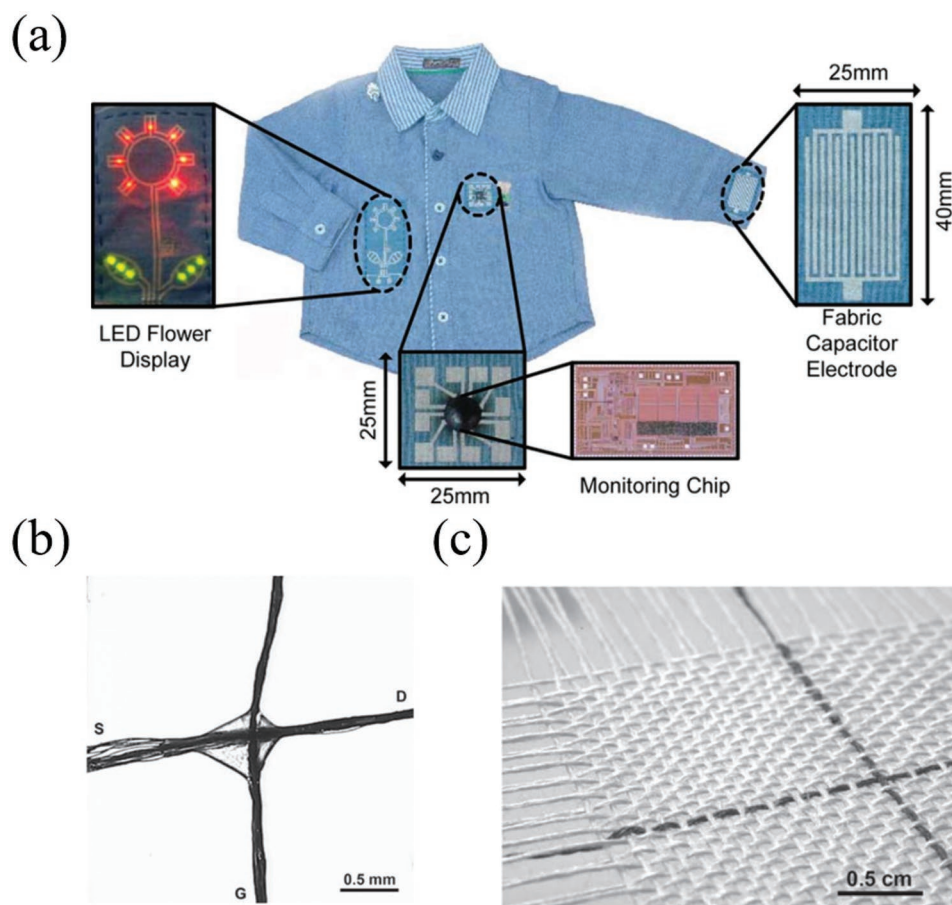 (a)
25mm
40mm
LED Flower
Display
Fabric
Capacitor
Electrode
25mm
25mm
Monitoring Chip
(b)
(c)
S
D
G
0.5 mm
0.5 cm